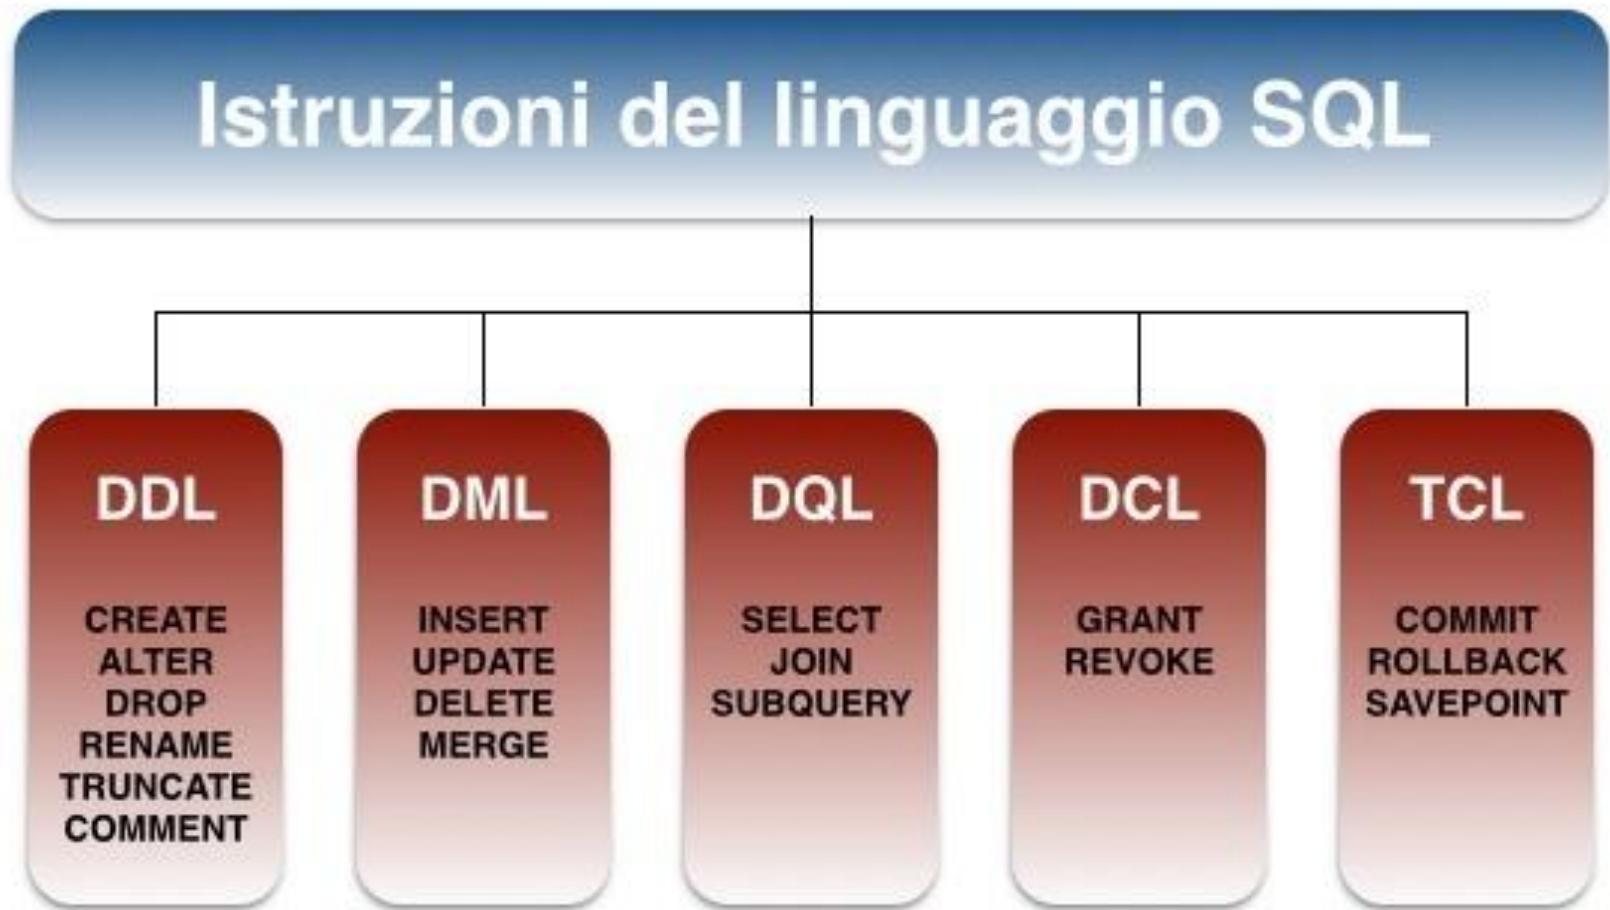 Istruzioni del linguaggio SQL
DDL
CREATE
ALTER
DROP
RENAME
TRUNCATE
COMMENT
DML
INSERT
UPDATE
DELETE
MERGE
DQL
SELECT
JOIN
SUBQUERY
DCL
GRANT
REVOKE
TCL
COMMIT
ROLLBACK
SAVEPOINT